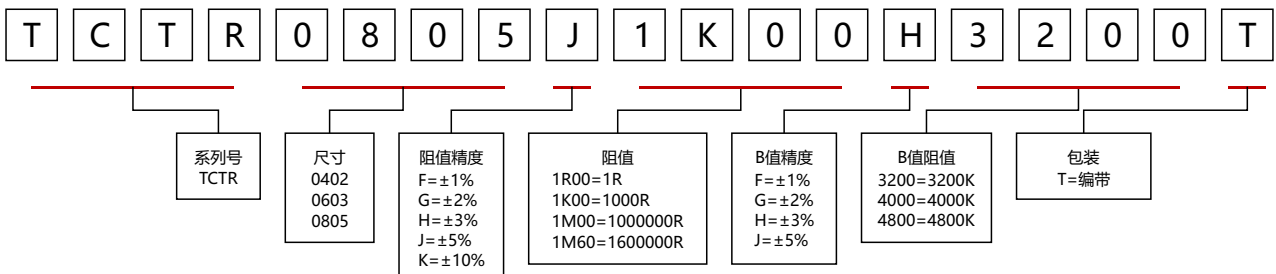 T C T R 0 8 0 5 J 1 K 0 0 H 3 2 0 0 T
系列号
TCTR
尺寸
0402
0603
0805
阻值精度
F=±1%
G=±2%
H=±3%
J=±5%
K=±10%
阻值
1R00=1R
1K00=1000R
1M00=1000000R
1M60=1600000R
B值精度
F=±1%
G=±2%
H=±3%
J=±5%
B值阻值
3200=3200K
4000=4000K
4800=4800K
包装
T=编带